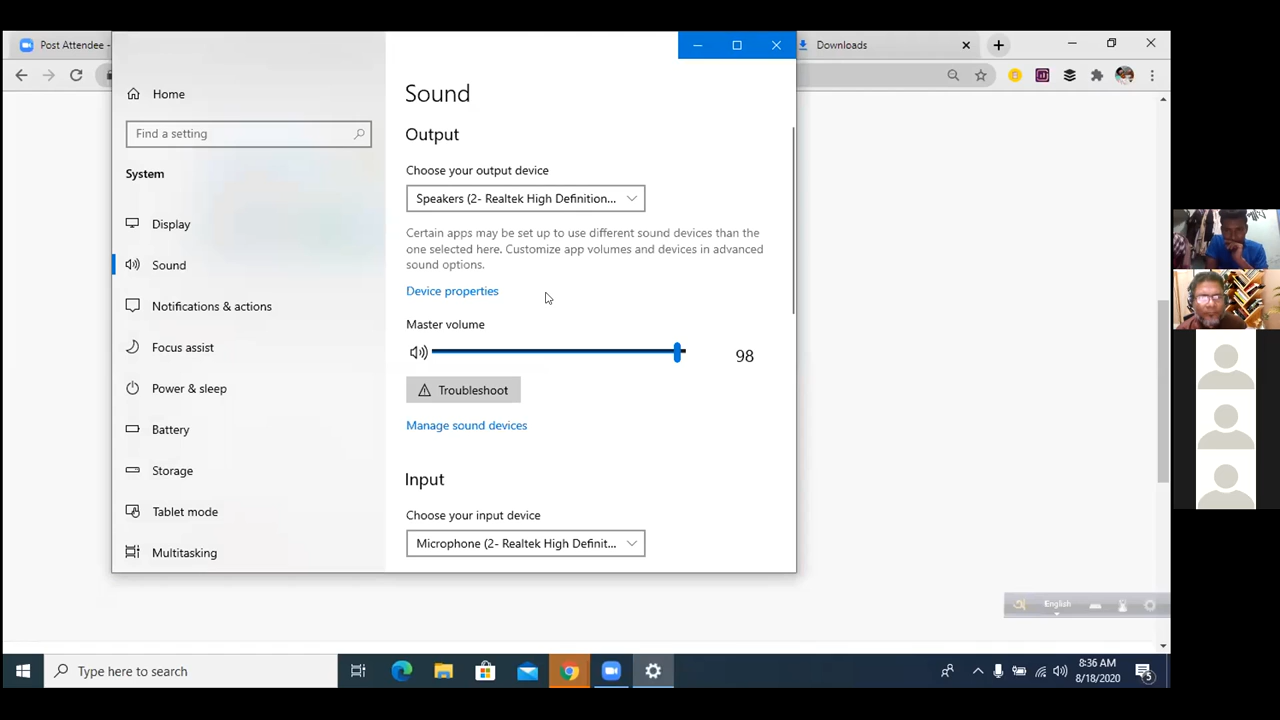 Post Attendee -
Downloads
Home
Find a setting
System
Display
Sound
Notifications & actions
Focus assist
Power & sleep
Battery
Storage
Tablet mode
Multitasking
Sound
Output
Choose your output device
Speakers (2- Realtek High Definition...
Certain apps may be set up to use different sound devices than the
one selected here. Customize app volumes and devices in advanced
sound options.
Device properties
Master volume
98
Troubleshoot
Manage sound devices
Input
Choose your input device
Microphone (2- Realtek High Definit...
English
Type here to search
8:36 AM
8/18/2020
5